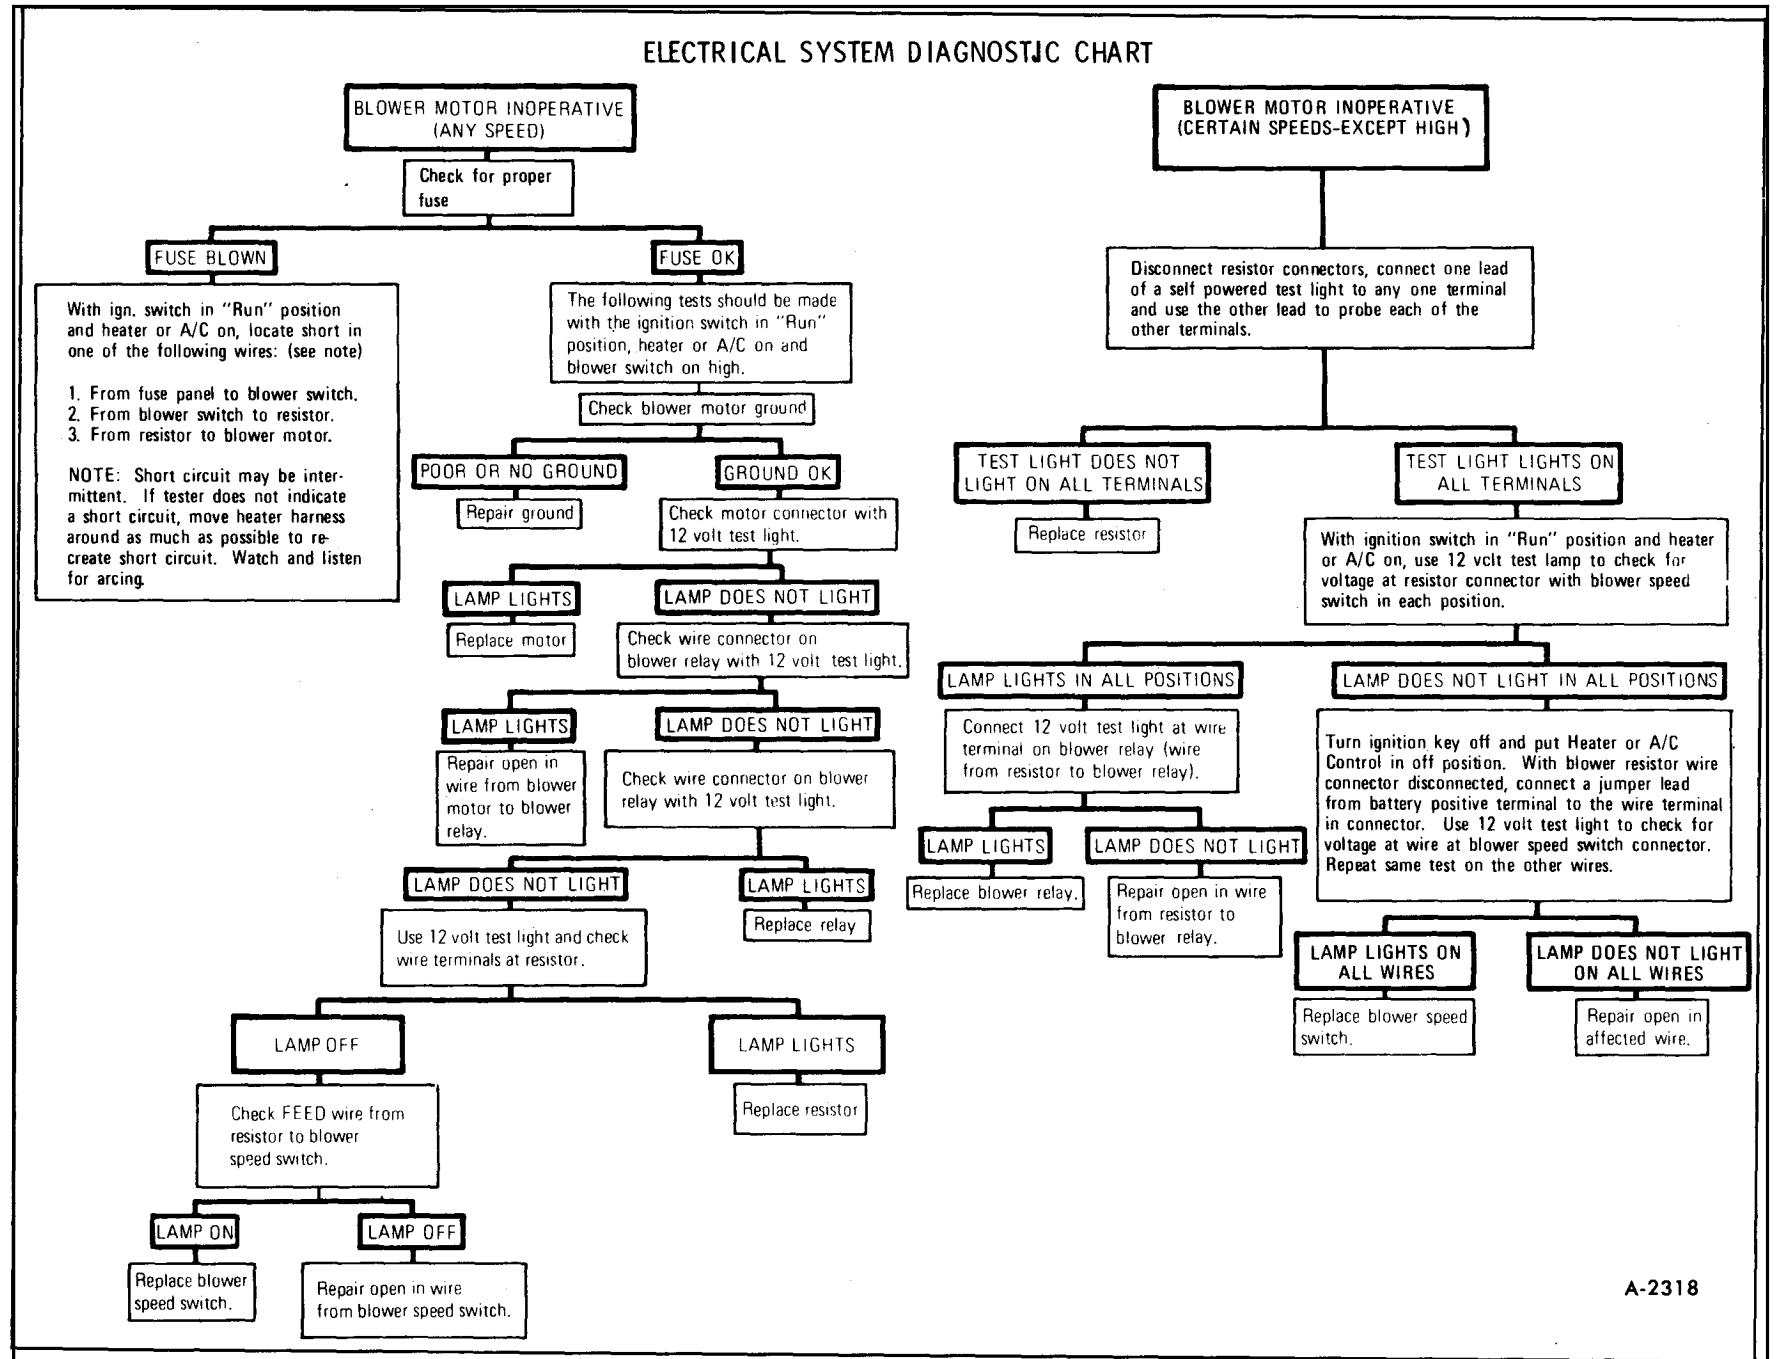 ELECTRICAL SYSTEM DIAGNOSTIC CHART
BLOWER MOTOR INOPERATIVE
(ANY SPEED)
Check for proper
fuse
FUSE BLOWN
With ign. switch in "Run" position
and heater or A/C on, locate short in
one of the following wires: (see note)
1. From fuse panel to blower switch.
2. From blower switch to resistor.
3. From resistor to blower motor.
NOTE: Short circuit may be inter-
mittent. If tester does not indicate
a short circuit, move heater harness
around as much as possible to re-
create short circuit. Watch and listen
for arcing.
FUSE OK
The following tests should be made
with the ignition switch in "Run"
position, heater or A/C on and
blower switch on high.
Check blower motor ground
POOR OR NO GROUND
Repair ground
GROUND OK
Check motor connector with
12 volt test light.
LAMP LIGHTS
Replace motor
LAMP DOES NOT LIGHT
Check wire connector on
blower relay with 12 volt test light.
LAMP LIGHTS
Repair open in
wire from blower
motor to blower
relay.
LAMP DOES NOT LIGHT
Check wire connector on blower
relay with 12 volt test light.
LAMP DOES NOT LIGHT
Use 12 volt test light and check
wire terminals at resistor.
LAMP LIGHTS
Replace relay
LAMP OFF
Check FEED wire from
resistor to blower
speed switch.
LAMP LIGHTS
Replace resistor
LAMP ON
Replace blower
speed switch.
LAMP OFF
Repair open in wire
from blower speed switch.
BLOWER MOTOR INOPERATIVE
(CERTAIN SPEEDS-EXCEPT HIGH)
Disconnect resistor connectors, connect one lead
of a self powered test light to any one terminal
and use the other lead to probe each of the
other terminals.
TEST LIGHT DOES NOT
LIGHT ON ALL TERMINALS
Replace resistor
TEST LIGHT LIGHTS ON
ALL TERMINALS
With ignition switch in "Run" position and heater
or A/C on, use 12 volt test lamp to check for
voltage at resistor connector with blower speed
switch in each position.
LAMP LIGHTS IN ALL POSITIONS
Connect 12 volt test light at wire
terminal on blower relay (wire
from resistor to blower relay).
LAMP LIGHTS
Replace blower relay.
LAMP DOES NOT LIGHT
Repair open in wire
from resistor to
blower relay.
LAMP DOES NOT LIGHT IN ALL POSITIONS
Turn ignition key off and put Heater or A/C
Control in off position. With blower resistor wire
connector disconnected, connect a jumper lead
from battery positive terminal to the wire terminal
in connector. Use 12 volt test light to check for
voltage at wire at blower speed switch connector.
Repeat same test on the other wires.
LAMP LIGHTS ON
ALL WIRES
Replace blower speed
switch.
LAMP DOES NOT LIGHT
ON ALL WIRES
Repair open in
affected wire.
A-2318